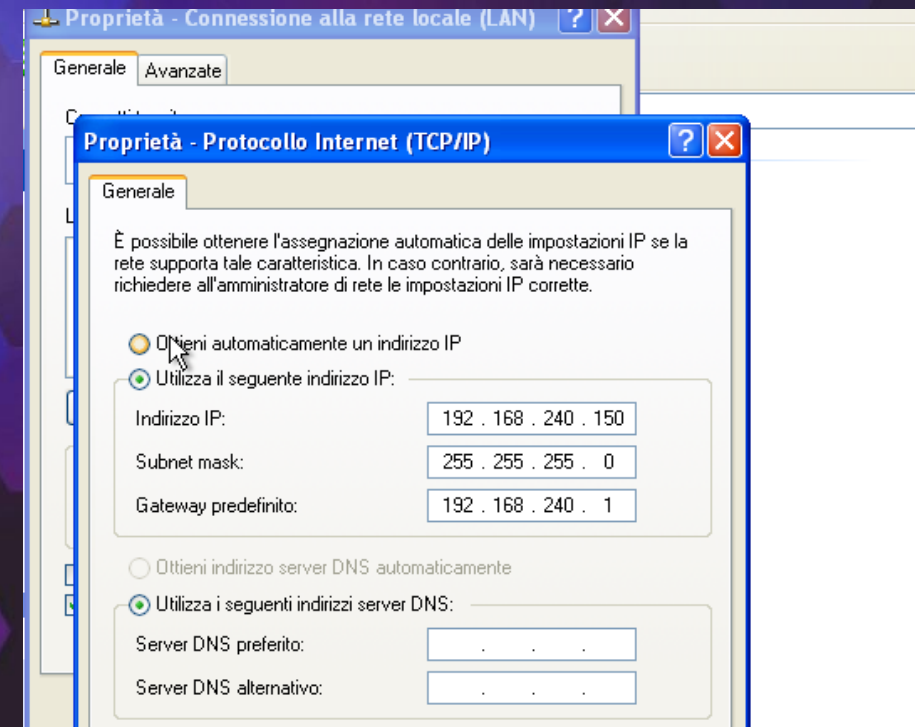 Proprietà - Connessione alla rete locale (LAN)
Generale Avanzate
Proprietà - Protocollo Internet (TCP/IP)
Generale
È possibile ottenere l'assegnazione automatica delle impostazioni IP se la
rete supporta tale caratteristica. In caso contrario, sarà necessario
richiedere all'amministratore di rete le impostazioni IP corrette.
Ottieni automaticamente un indirizzo IP
Utilizza il seguente indirizzo IP:
Indirizzo IP: 192 . 168 . 240 . 150
Subnet mask: 255 . 255 . 255 . 0
Gateway predefinito: 192 . 168 . 240 . 1
Ottieni indirizzo server DNS automaticamente
Utilizza i seguenti indirizzi server DNS:
Server DNS preferito: . . .
Server DNS alternativo: . . .